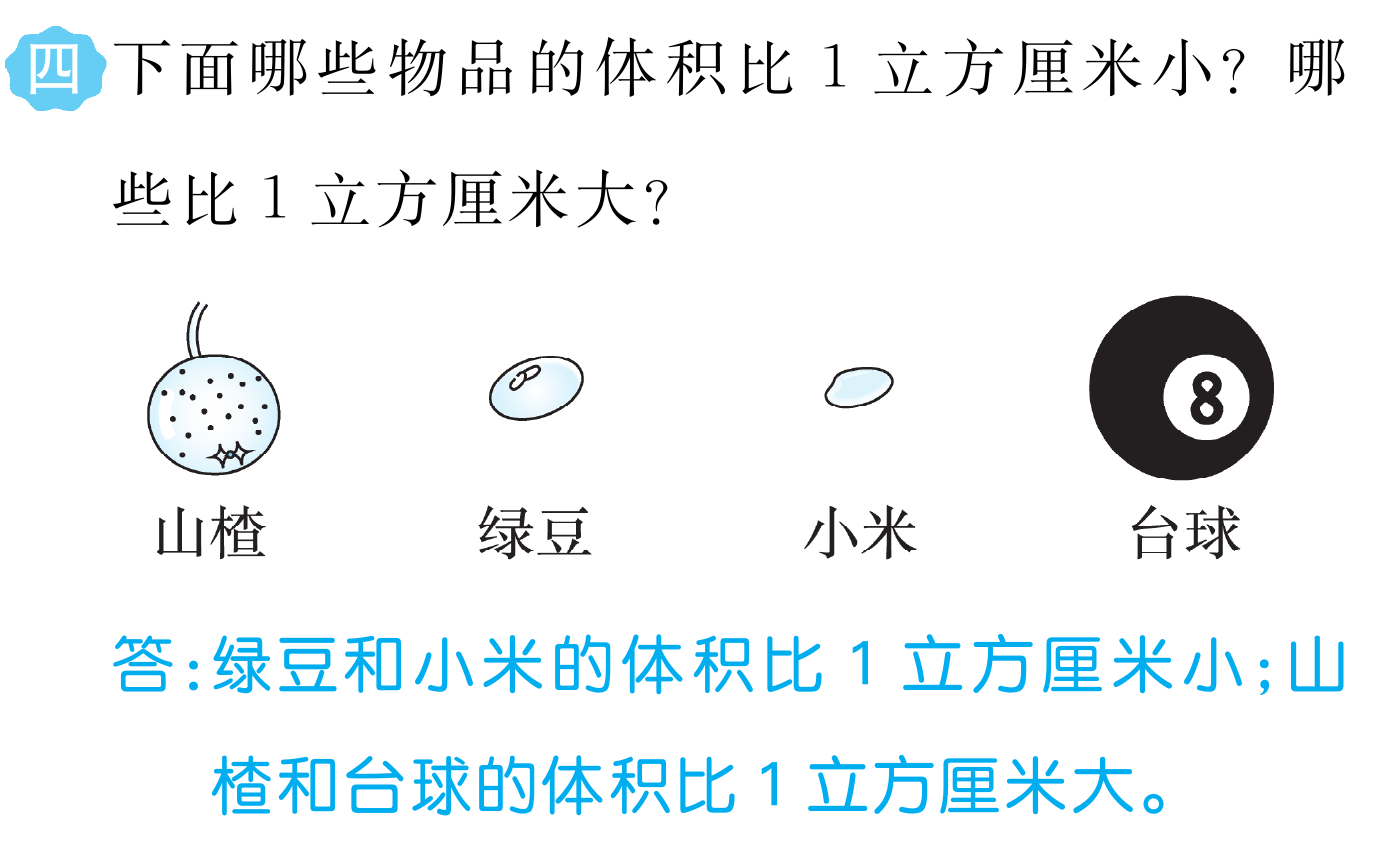 四 下面哪些物品的体积比 1 立方厘米小？哪
些比 1 立方厘米大？
8
山楂 绿豆 小米 台球
答：绿豆和小米的体积比 1 立方厘米小；山
楂和台球的体积比 1 立方厘米大。